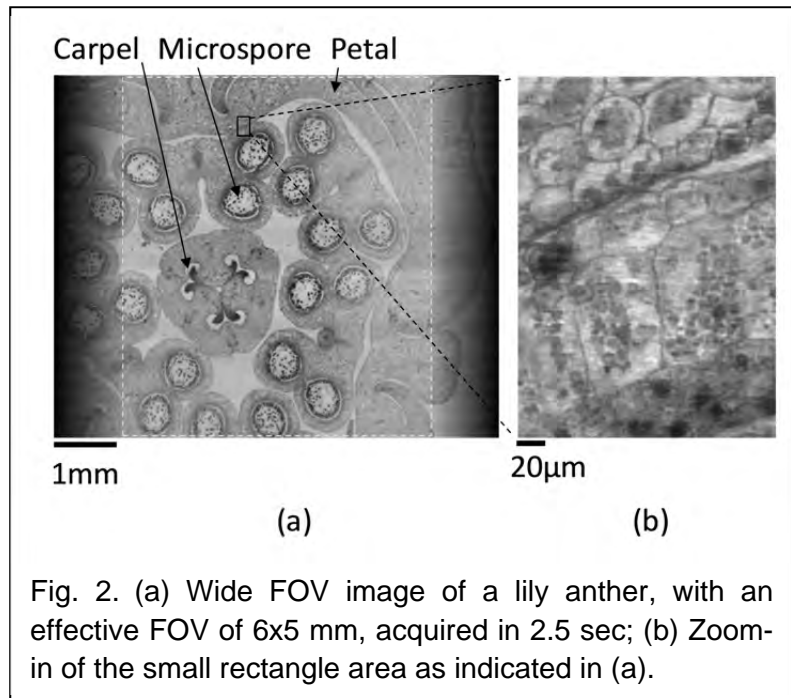 Carpel Microspore Petal
1mm
20µm
(a)
(b)
Fig. 2. (a) Wide FOV image of a lily anther, with an
effective FOV of 6x5 mm, acquired in 2.5 sec; (b) Zoom-
in of the small rectangle area as indicated in (a).